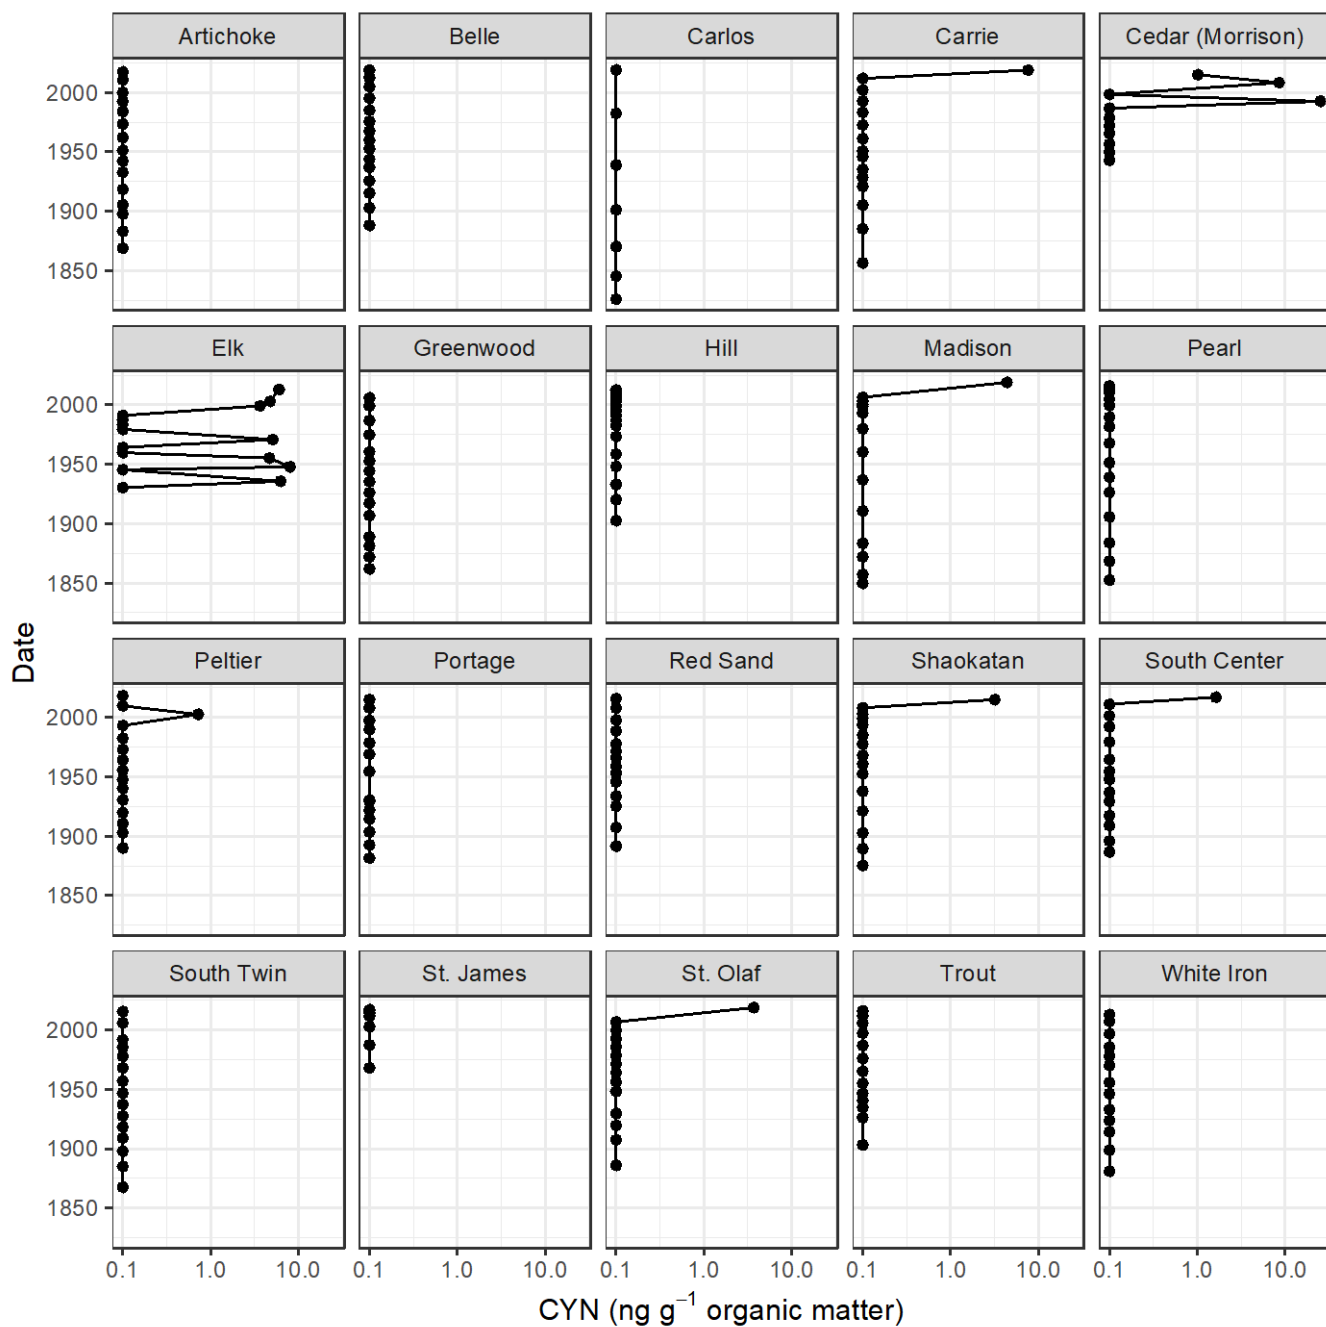 Artichoke Belle Carlos Carrie Cedar (Morrison)
2000
1950
1900
1850
Elk Greenwood Hill Madison Pearl
2000
1950
1900
1850
Peltier Portage Red Sand Shaokatan South Center
2000
1950
1900
1850
South Twin St. James St. Olaf Trout White Iron
2000
1950
1900
1850
0.1 1.0 10.0 0.1 1.0 10.0 0.1 1.0 10.0 0.1 1.0 10.0 0.1 1.0 10.0
Date
CYN (ng g⁻¹ organic matter)